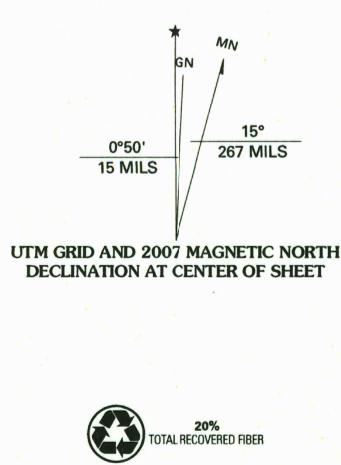 MN
GN
0°50'
15 MILS
15°
267 MILS
UTM GRID AND 2007 MAGNETIC NORTH
DECLINATION AT CENTER OF SHEET
20%
TOTAL RECOVERED FIBER